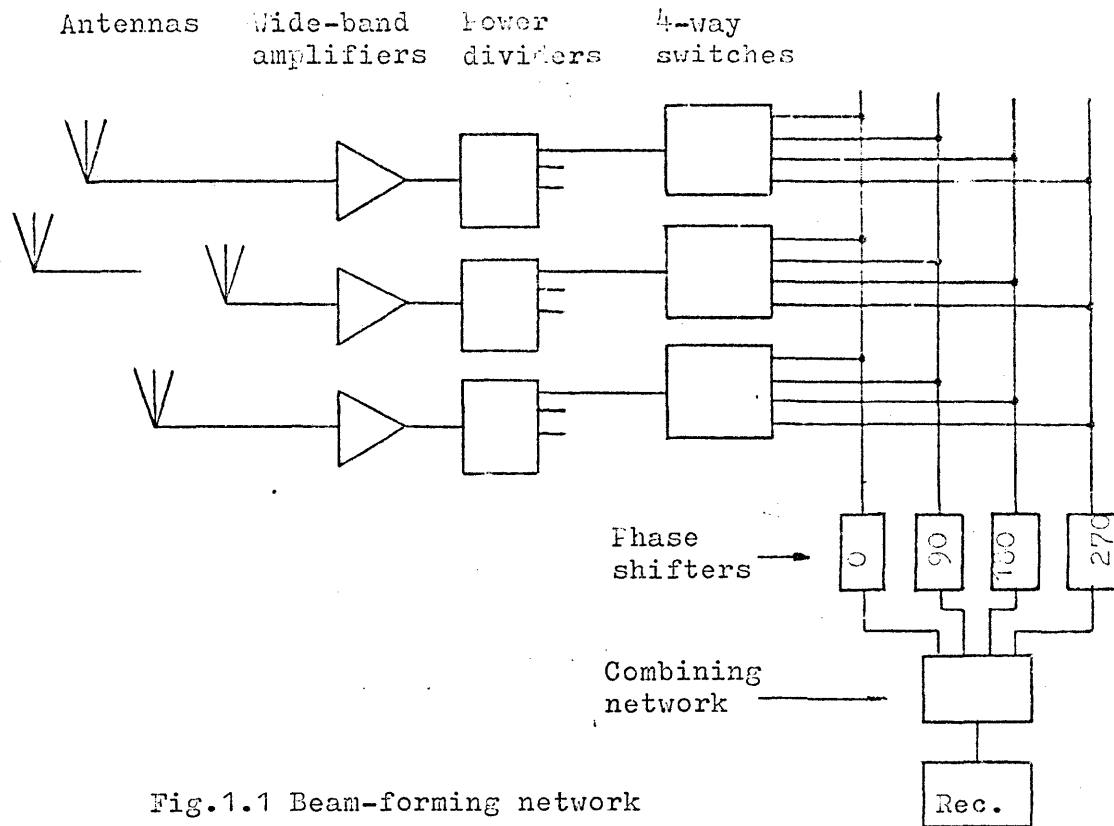 Antennas
Wide-band
amplifiers
Power
dividers
4-way
switches
Phase
shifters
0
90
180
270
Combining
network
Rec.
Fig.1.1 Beam-forming network